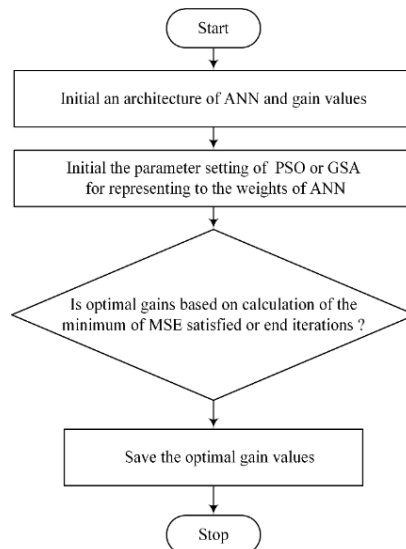 Start
Initial an architecture of ANN and gain values
Initial the parameter setting of PSO or GSA
for representing to the weights of ANN
Is optimal gains based on calculation of the
minimum of MSE satisfied or end iterations ?
Save the optimal gain values
Stop